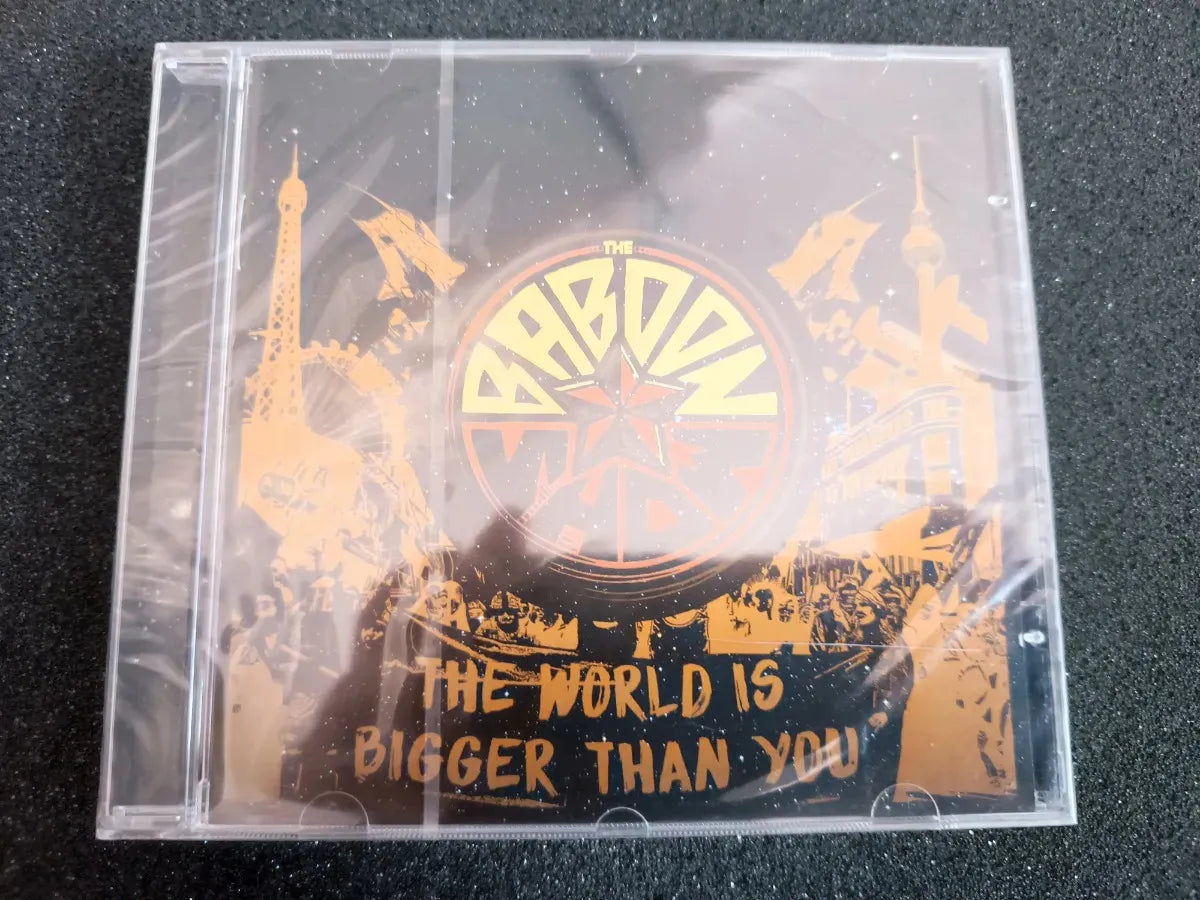 THE
BABOON
THE WORLD IS
BIGGER THAN YOU